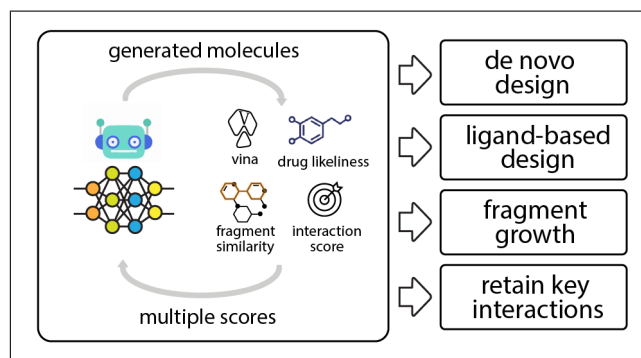 generated molecules
vina
drug likeliness
fragment
similarity
interaction
score
multiple scores
de novo
design
ligand-based
design
fragment
growth
retain key
interactions